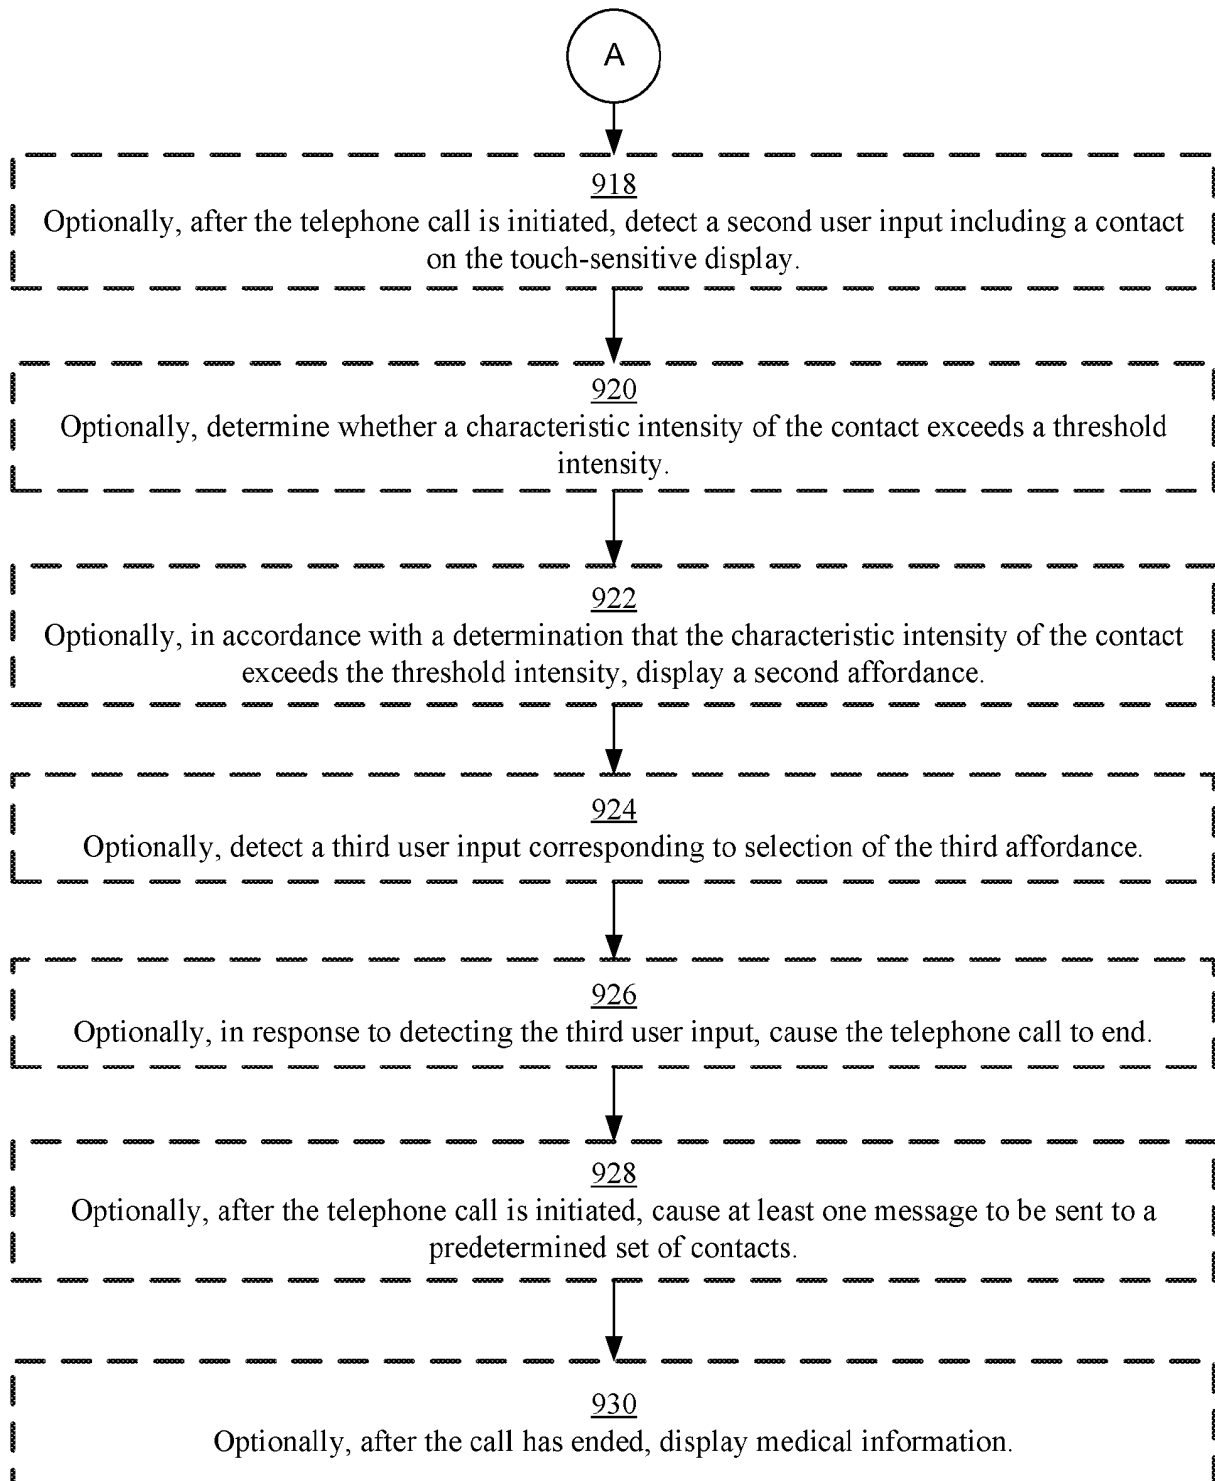 A
918
Optionally, after the telephone call is initiated, detect a second user input including a contact
on the touch-sensitive display.
920
Optionally, determine whether a characteristic intensity of the contact exceeds a threshold
intensity.
922
Optionally, in accordance with a determination that the characteristic intensity of the contact
exceeds the threshold intensity, display a second affordance.
924
Optionally, detect a third user input corresponding to selection of the third affordance.
926
Optionally, in response to detecting the third user input, cause the telephone call to end.
928
Optionally, after the telephone call is initiated, cause at least one message to be sent to a
predetermined set of contacts.
930
Optionally, after the call has ended, display medical information.